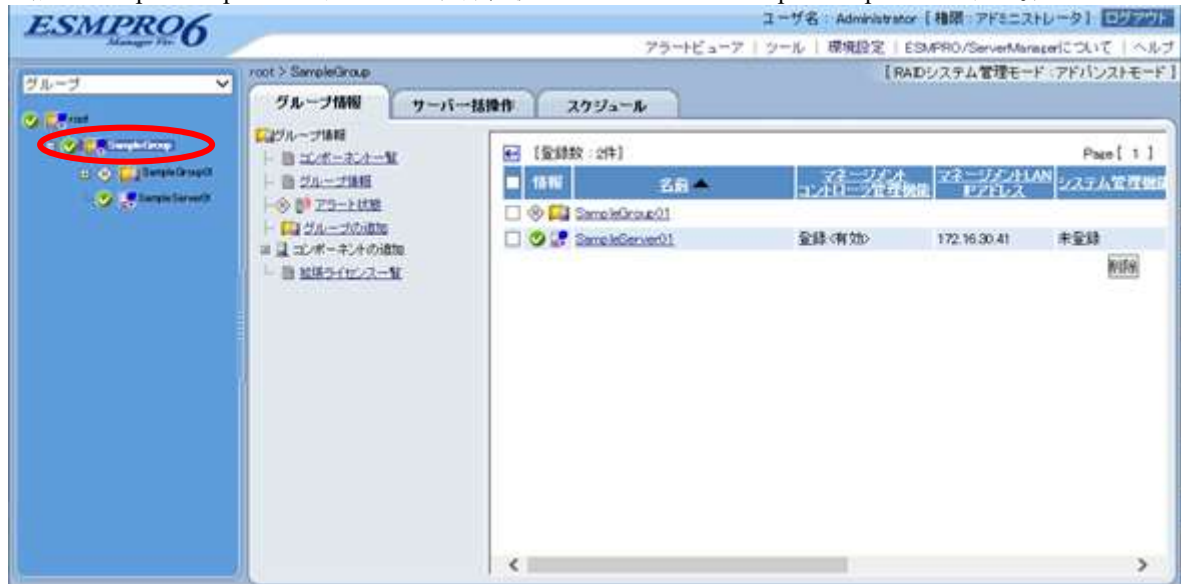 ESMPRO6
Manager Ver.
ユーザ名 : Administrator [ 権限 : アドミニストレータ ] ログアウト
アラートビューア | ツール | 環境設定 | ESMPRO/ServerManagerについて | ヘルプ
グループ
root
SampleGroup
SampleGroup01
SampleServer01
root > SampleGroup
[ RAIDシステム管理モード : アドバンストモード ]
グループ情報
サーバー括操作
スケジュール
グループ情報
コンポーネント一覧
グループ情報
アラート状態
グループの追加
コンポーネントの追加
拡張ライセンス一覧
[登録数 : 2件]
Page [ 1 ]
情報 名前▲ マネージメントコントローラ管理機能 マネージメントLAN IPアドレス システム管理機能
SampleGroup01
SampleServer01 登録<有効> 172.16.30.41 未登録
削除